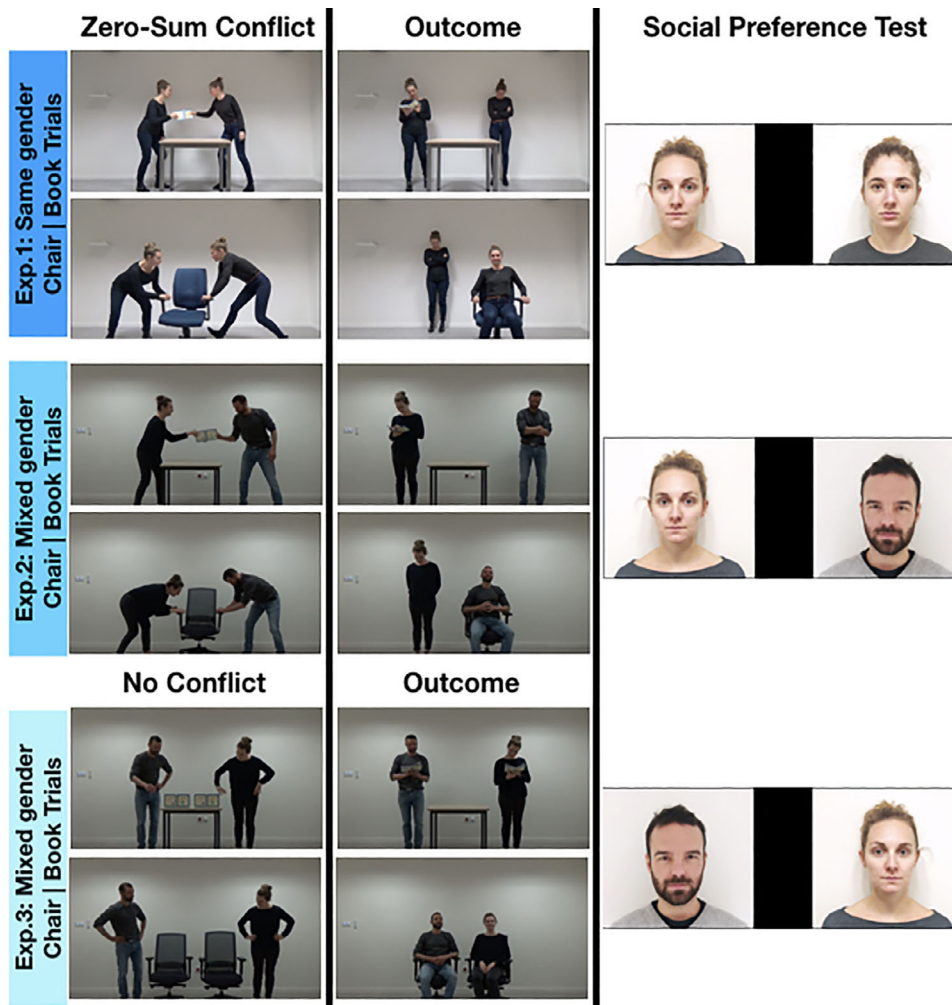 Zero-Sum Conflict
Outcome
Social Preference Test
Exp.1: Same gender
Chair | Book Trials
Exp.2: Mixed gender
Chair | Book Trials
No Conflict
Outcome
Exp.3: Mixed gender
Chair | Book Trials